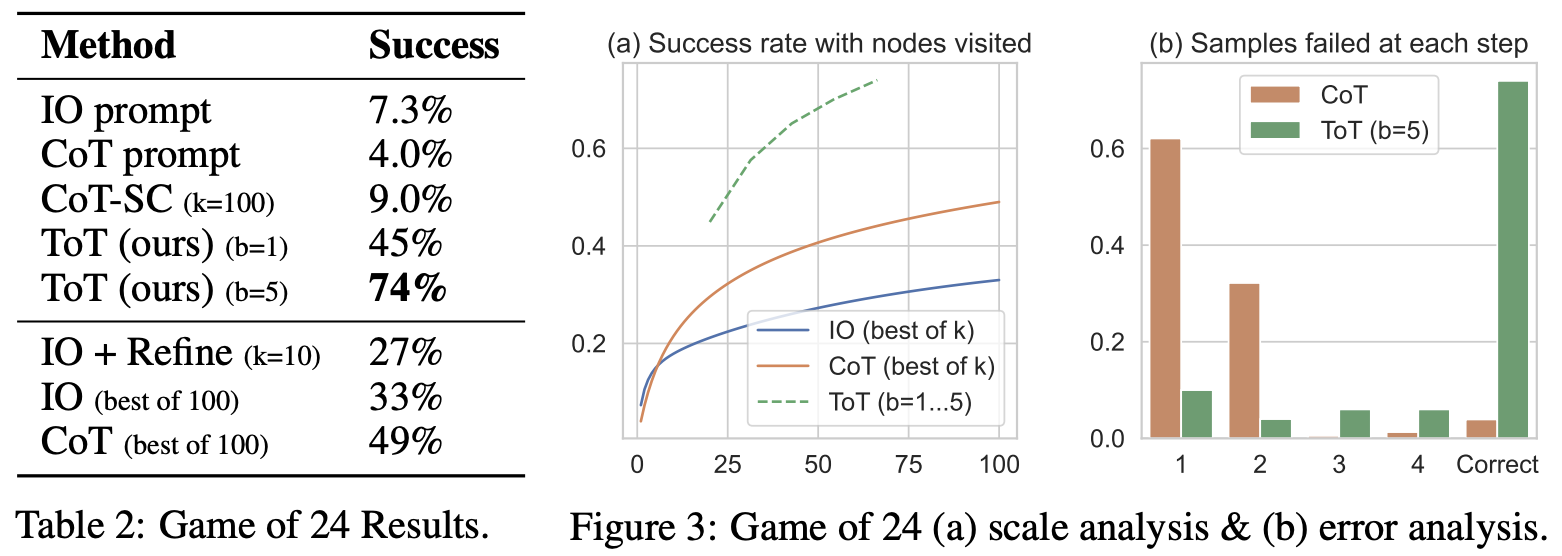 Method Success
IO prompt 7.3%
CoT prompt 4.0%
CoT-SC (k=100) 9.0%
ToT (ours) (b=1) 45%
ToT (ours) (b=5) 74%
IO + Refine (k=10) 27%
IO (best of 100) 33%
CoT (best of 100) 49%
Table 2: Game of 24 Results.
(a) Success rate with nodes visited
0.6
0.4
0.2
0 25 50 75 100
IO (best of k)
CoT (best of k)
ToT (b=1...5)
(b) Samples failed at each step
CoT
ToT (b=5)
0.6
0.4
0.2
0.0
1 2 3 4 Correct
Figure 3: Game of 24 (a) scale analysis & (b) error analysis.